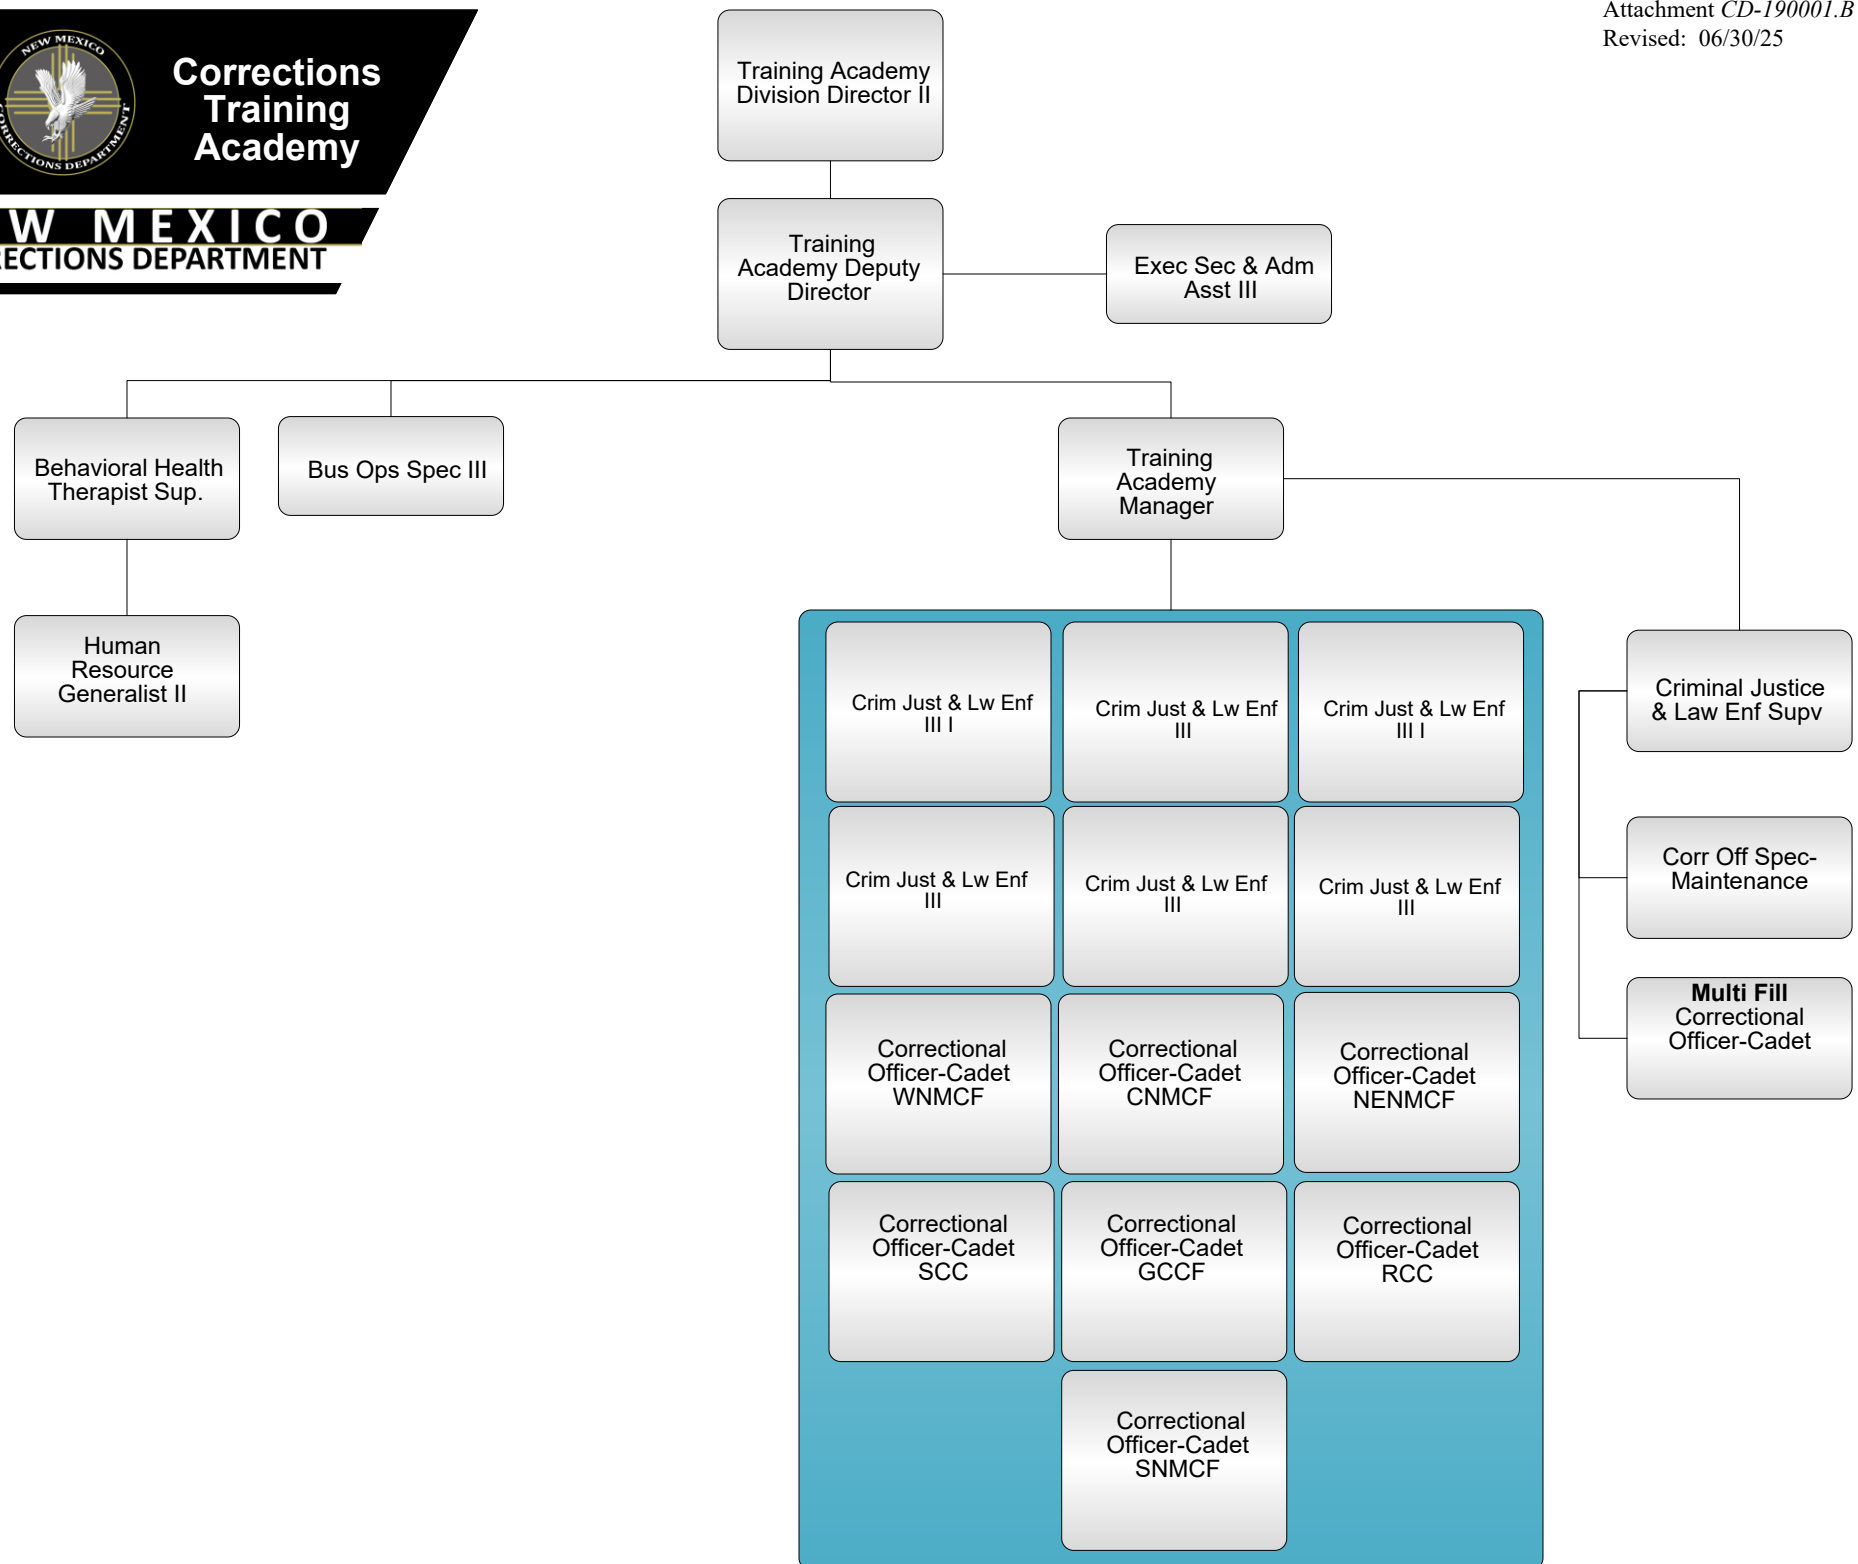 Attachment CD-190001.B
Revised: 06/30/25
NEW MEXICO
CORRECTIONS DEPARTMENT
Corrections
Training
Academy
W MEXICO
RECTIONS DEPARTMENT
Training Academy
Division Director II
Training
Academy Deputy
Director
Exec Sec & Adm
Asst III
Behavioral Health
Therapist Sup.
Bus Ops Spec III
Training
Academy
Manager
Human
Resource
Generalist II
Crim Just & Lw Enf
III I
Crim Just & Lw Enf
III
Crim Just & Lw Enf
III I
Criminal Justice
& Law Enf Supv
Crim Just & Lw Enf
III
Crim Just & Lw Enf
III
Crim Just & Lw Enf
III
Corr Off Spec-
Maintenance
Correctional
Officer-Cadet
WNMCF
Correctional
Officer-Cadet
CNMCF
Correctional
Officer-Cadet
NENMCF
Multi Fill
Correctional
Officer-Cadet
Correctional
Officer-Cadet
SCC
Correctional
Officer-Cadet
GCCF
Correctional
Officer-Cadet
RCC
Correctional
Officer-Cadet
SNMCF